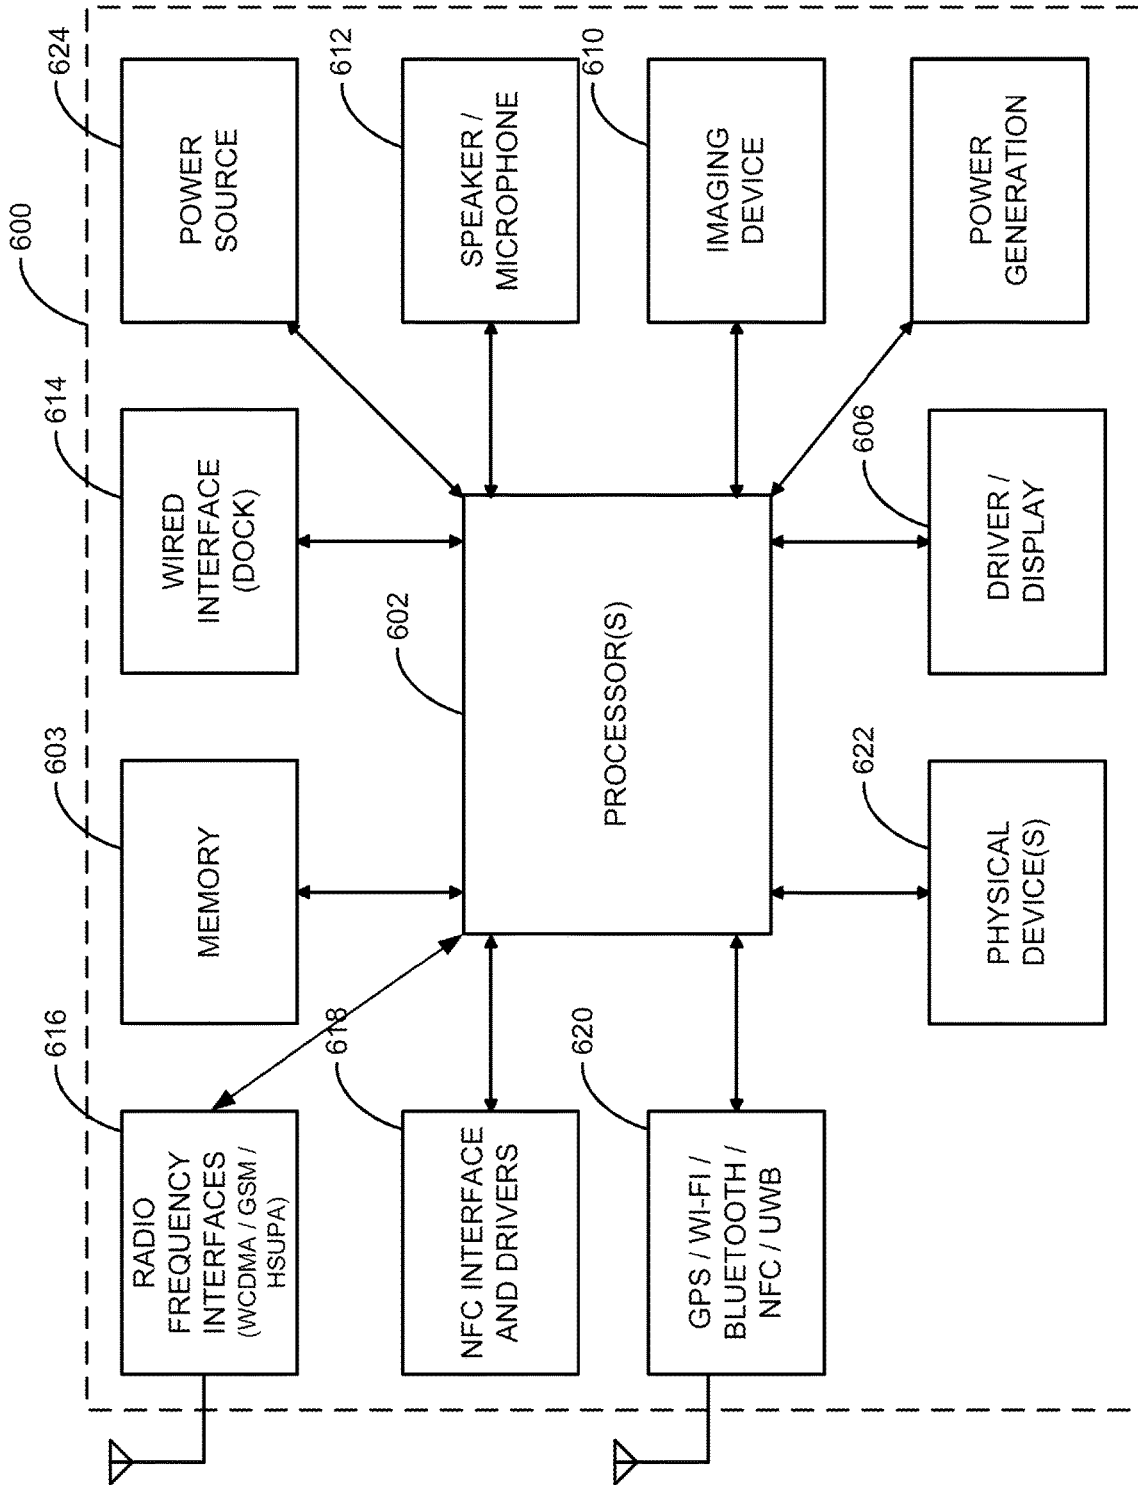 600
616
RADIO
FREQUENCY
INTERFACES
(WCDMA / GSM /
HSUPA)
603
MEMORY
614
WIRED
INTERFACE
(DOCK)
624
POWER
SOURCE
618
NFC INTERFACE
AND DRIVERS
602
PROCESSOR(S)
612
SPEAKER /
MICROPHONE
620
GPS / WI-FI /
BLUETOOTH /
NFC / UWB
610
IMAGING
DEVICE
622
PHYSICAL
DEVICE(S)
606
DRIVER /
DISPLAY
POWER
GENERATION